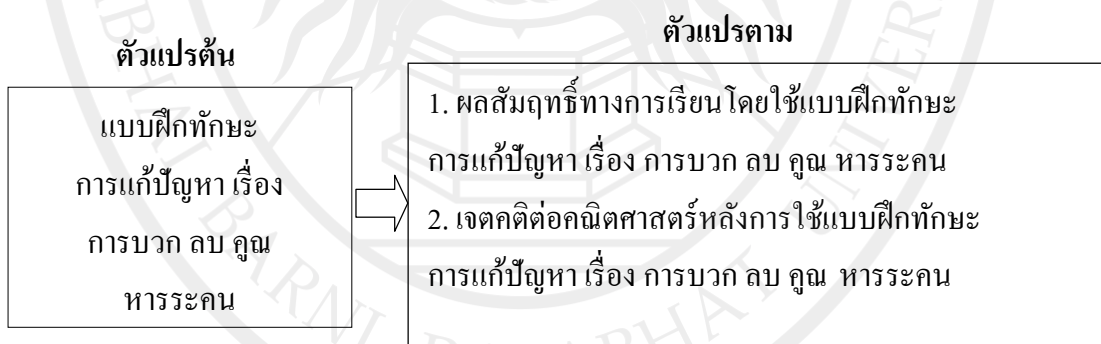 ตัวแปรต้น
แบบฝึกทักษะ
การแก้ปัญหา เรื่อง
การบวก ลบ คูณ
หารระคน
ตัวแปรตาม
1. ผลสัมฤทธิ์ทางการเรียนโดยใช้แบบฝึกทักษะ
การแก้ปัญหา เรื่อง การบวก ลบ คูณ หารระคน
2. เจตคติต่อคณิตศาสตร์หลังการใช้แบบฝึกทักษะ
การแก้ปัญหา เรื่อง การบวก ลบ คูณ หารระคน